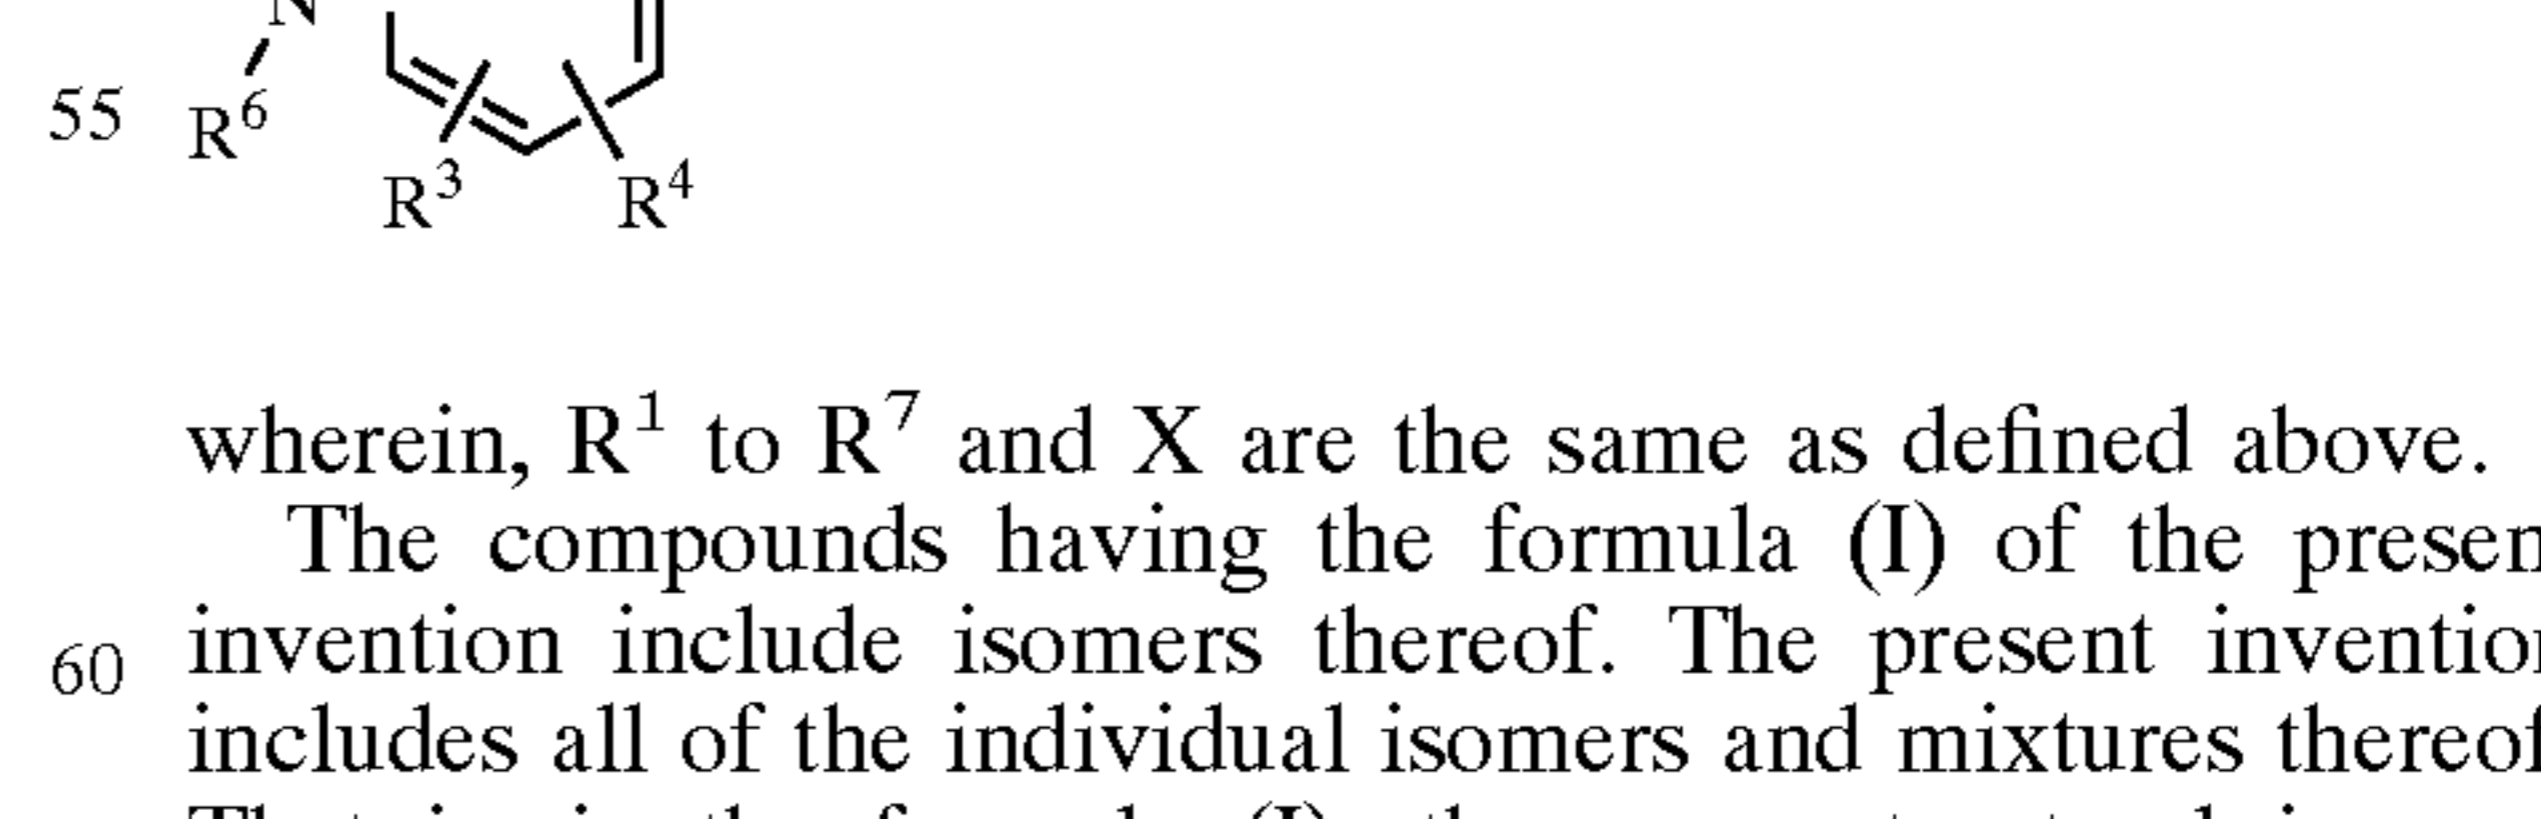 N
55 R⁶
R³ R⁴
wherein, R¹ to R⁷ and X are the same as defined above.
The compounds having the formula (I) of the presen
60 invention include isomers thereof. The present invention
includes all of the individual isomers and mixtures thereof